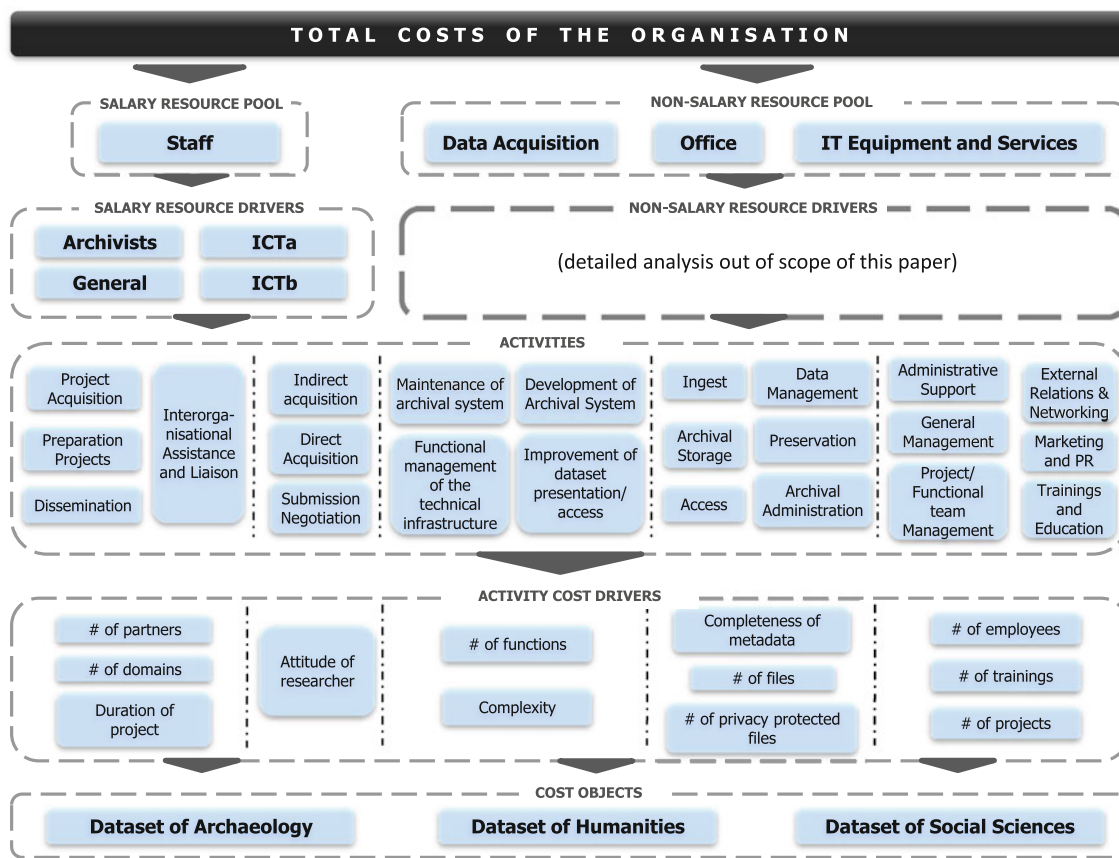 TOTAL COSTS OF THE ORGANISATION
SALARY RESOURCE POOL
Staff
NON-SALARY RESOURCE POOL
Data Acquisition
Office
IT Equipment and Services
SALARY RESOURCE DRIVERS
Archivists
ICTa
General
ICTb
NON-SALARY RESOURCE DRIVERS
(detailed analysis out of scope of this paper)
ACTIVITIES
Project
Acquisition
Preparation
Projects
Dissemination
Interorga-
nisational
Assistance
and Liaison
Indirect
acquisition
Direct
Acquisition
Submission
Negotiation
Maintenance of
archival system
Development of
Archival System
Functional
management
of the
technical
infrastructure
Improvement of
dataset
presentation/
access
Ingest
Data
Management
Archival
Storage
Preservation
Access
Archival
Administration
Administrative
Support
General
Management
Project/
Functional
team
Management
External
Relations &
Networking
Marketing
and PR
Trainings
and
Education
ACTIVITY COST DRIVERS
# of partners
# of domains
Duration of
project
Attitude of
researcher
# of functions
Complexity
Completeness of
metadata
# of files
# of privacy protected
files
# of employees
# of trainings
# of projects
COST OBJECTS
Dataset of Archaeology
Dataset of Humanities
Dataset of Social Sciences